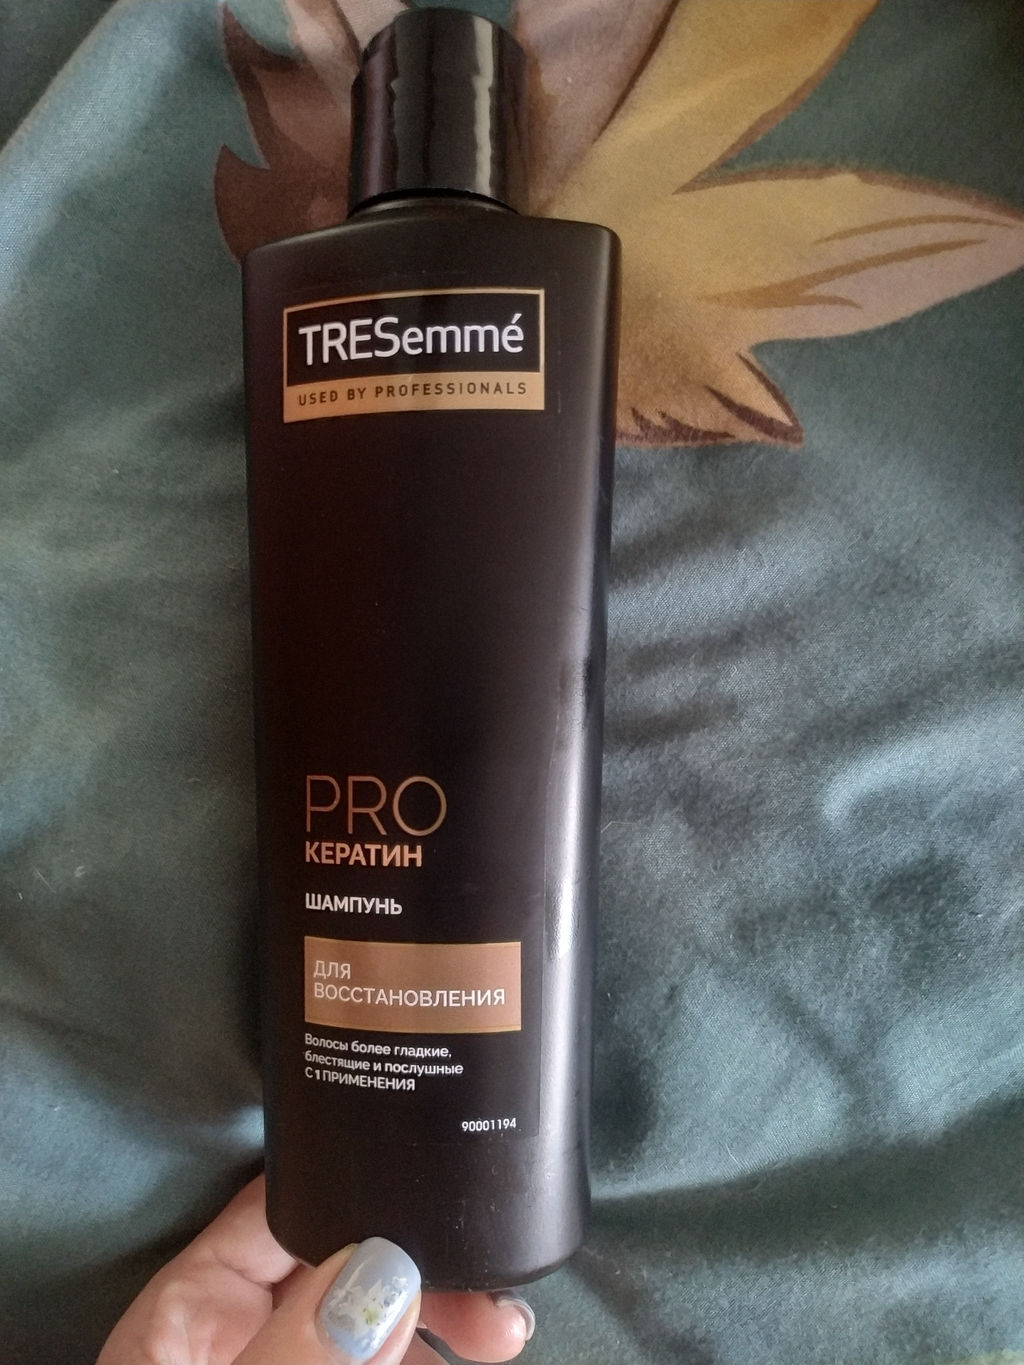 TRESemmé
USED BY PROFESSIONALS
PRO
КЕРАТИН
ШАМПУНЬ
ДЛЯ
ВОССТАНОВЛЕНИЯ
Волосы более гладкие,
блестящие и послушные
С 1 ПРИМЕНЕНИЯ
90001194